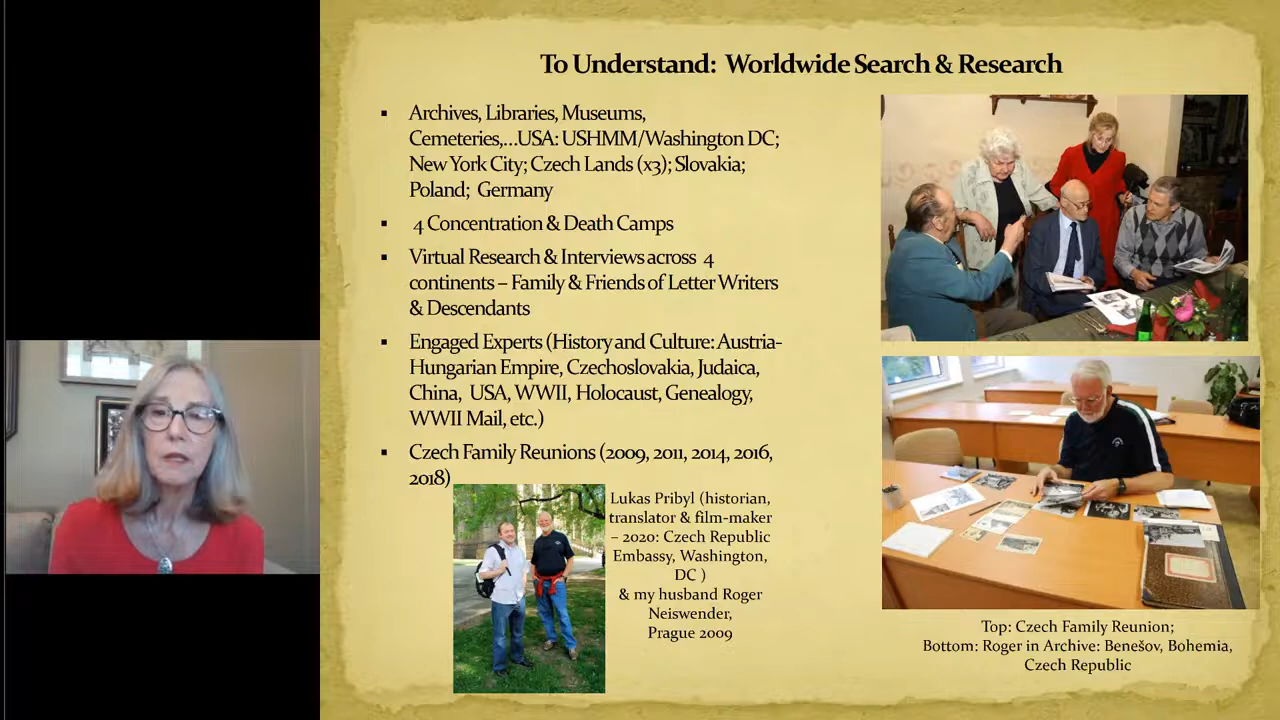 To Understand: Worldwide Search & Research
▪ Archives, Libraries, Museums,
Cemeteries,...USA: USHMM/Washington DC;
New York City; Czech Lands (x3); Slovakia;
Poland; Germany
▪ 4 Concentration & Death Camps
▪ Virtual Research & Interviews across 4
continents – Family & Friends of Letter Writers
& Descendants
▪ Engaged Experts (History and Culture: Austria-
Hungarian Empire, Czechoslovakia, Judaica,
China, USA, WWII, Holocaust, Genealogy,
WWII Mail, etc.)
▪ Czech Family Reunions (2009, 2011, 2014, 2016,
2018)
Lukas Pribyl (historian,
translator & film-maker
– 2020: Czech Republic
Embassy, Washington,
DC )
& my husband Roger
Neiswender,
Prague 2009
Top: Czech Family Reunion;
Bottom: Roger in Archive: Benešov, Bohemia,
Czech Republic